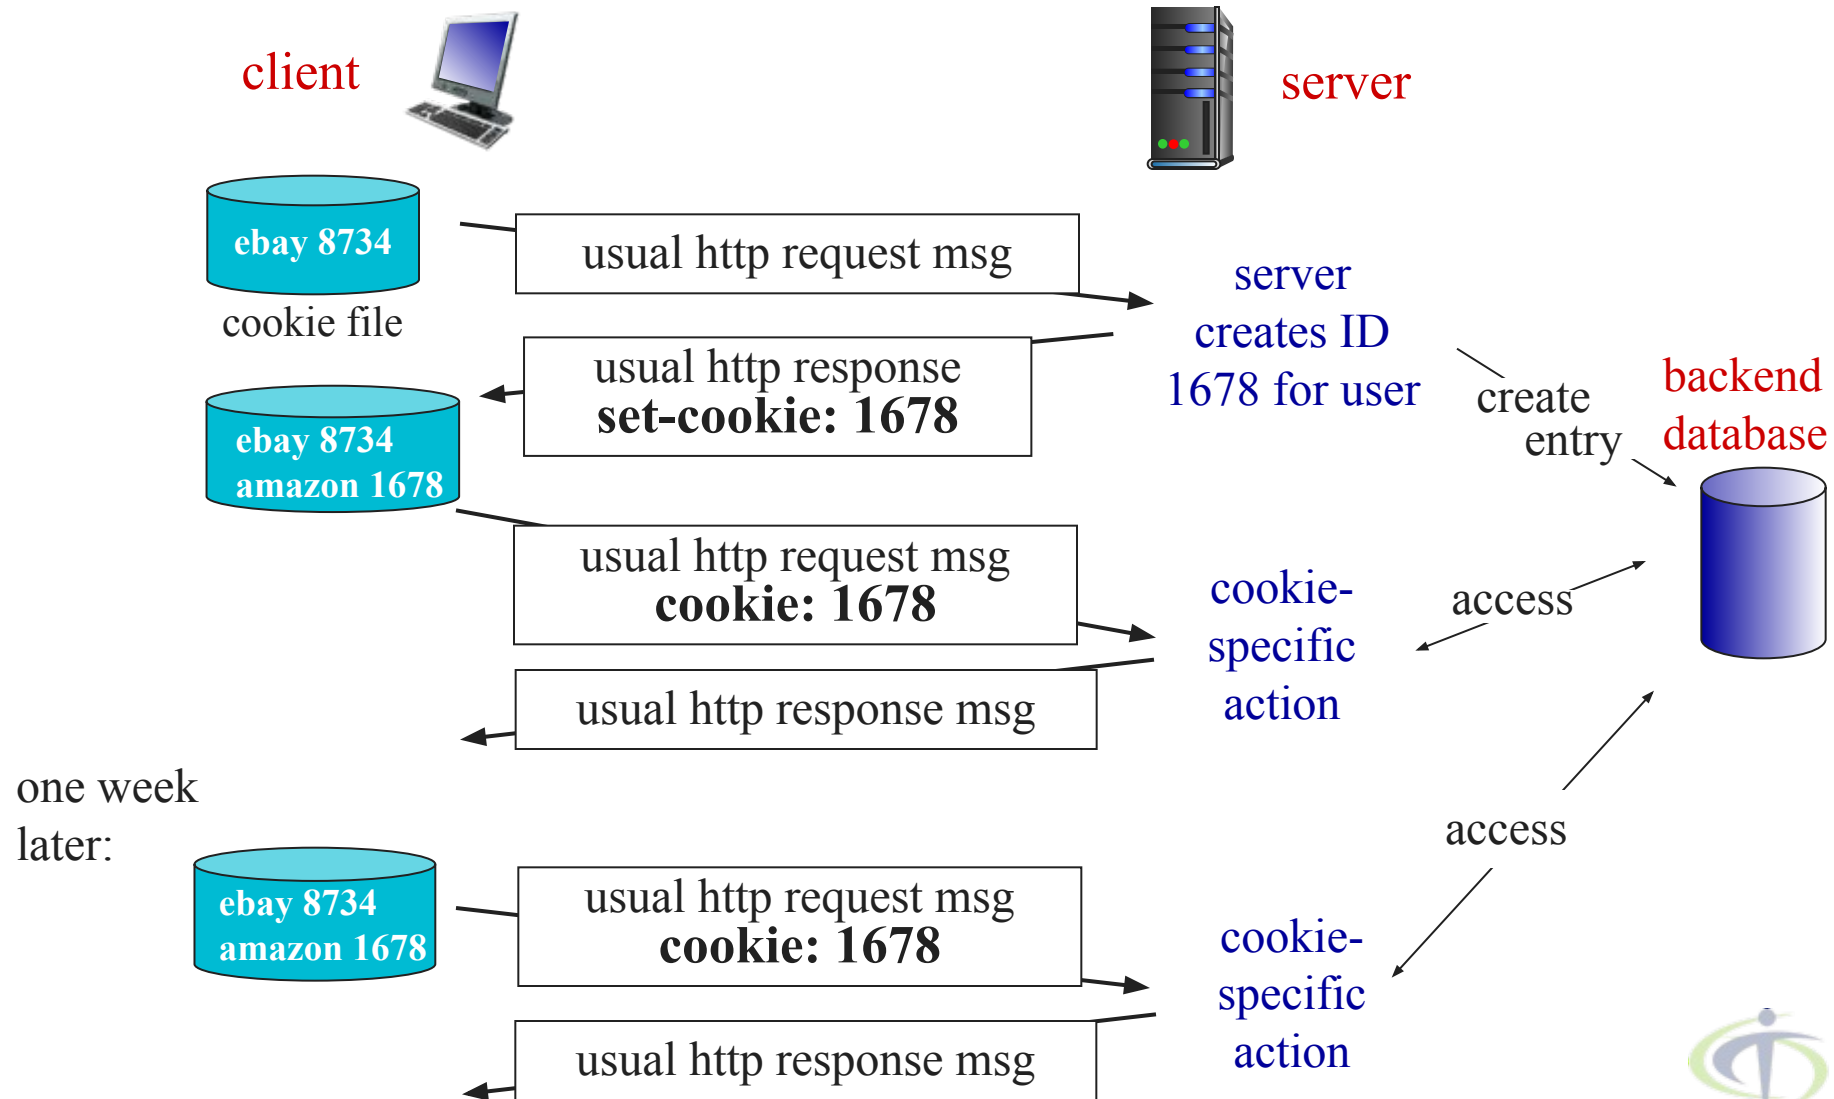 client
server
ebay 8734
cookie file
usual http request msg
server
creates ID
1678 for user
usual http response
set-cookie: 1678
create
entry
backend
database
ebay 8734
amazon 1678
usual http request msg
cookie: 1678
cookie-
specific
action
access
usual http response msg
one week
later:
access
ebay 8734
amazon 1678
usual http request msg
cookie: 1678
cookie-
specific
action
usual http response msg